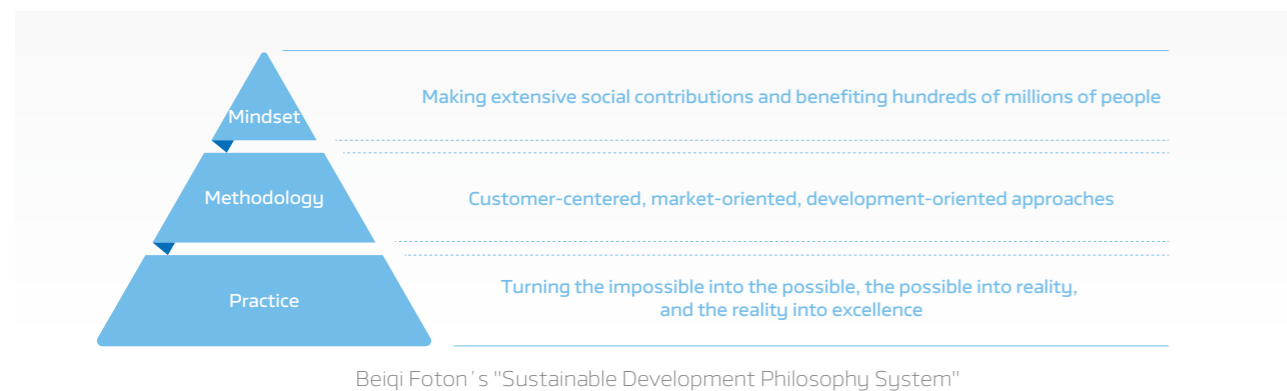 Mindset
Making extensive social contributions and benefiting hundreds of millions of people
Methodology
Customer-centered, market-oriented, development-oriented approaches
Practice
Turning the impossible into the possible, the possible into reality,
and the reality into excellence
Beiqi Foton's "Sustainable Development Philosophy System"